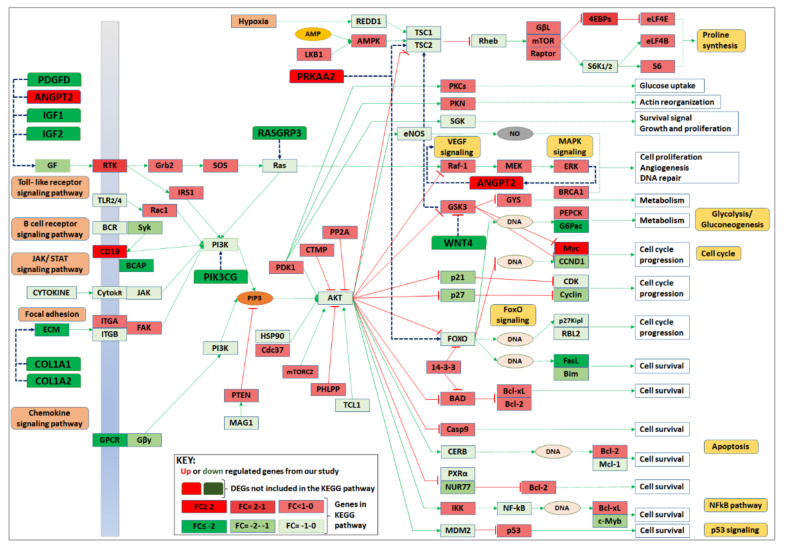 Hypoxia
REDD1
AMP
AMPK
LKB1
PRKAA2
TSC1
TSC2
Rheb
GβL
mTOR
Raptor
4EBPs
eLF4E
S6K1/2
eLF4B
S6
Proline
synthesis
PDGFD
ANGPT2
IGF1
IGF2
GF
RTK
Grb2
SOS
Ras
RASGRP3
IRS1
PKCs
Glucose uptake
PKN
Actin reorganization
SGK
Survival signal
Growth and proliferation
eNOS
NO
VEGF
signaling
MAPK
signaling
Raf-1
MEK
ERK
Cell proliferation
Angiogenesis
DNA repair
ANGPT2
BRCA1
GSK3
GYS
Metabolism
WNT4
DNA
PEPCK
G6Pac
Metabolism
Glycolysis/
Gluconeogenesis
DNA
Myc
CCND1
Cell cycle
progression
Cell cycle
Toll- like receptor
signaling pathway
TLR2/4
Rac1
B cell receptor
signaling pathway
BCR
Syk
CD19
BCAP
JAK/ STAT
signaling pathway
CYTOKINE
CytokR
JAK
PI3K
PIK3CG
PIP3
PDK1
CTMP
PP2A
AKT
p21
p27
CDK
Cyclin
Cell cycle
progression
FoxO
signaling
FOXO
DNA
p27Kipl
RBL2
Cell cycle
progression
DNA
FasL
Bim
Cell survival
Focal adhesion
ECM
ITGA
ITGB
FAK
COL1A1
COL1A2
PI3K
HSP90
Cdc37
mTORC2
PTEN
PHLPP
TCL1
MAG1
14-3-3
BAD
Bcl-xL
Bcl-2
Cell survival
Chemokine
signaling pathway
GPCR
Gβγ
Casp9
Cell survival
CERB
DNA
Bcl-2
Mcl-1
Cell survival
Apoptosis
PXRα
NUR77
Bcl-2
Cell survival
IKK
NF-kB
DNA
Bcl-xL
c-Myb
Cell survival
NFkB pathway
MDM2
p53
Cell survival
p53 signaling
KEY:
Up or down regulated genes from our study
DEGs not included in the KEGG pathway
FC≥ 2
FC= 2-1
FC<1-0
FC≤ -2
FC= -2--1
FC= -1-0
Genes in
KEGG
pathway